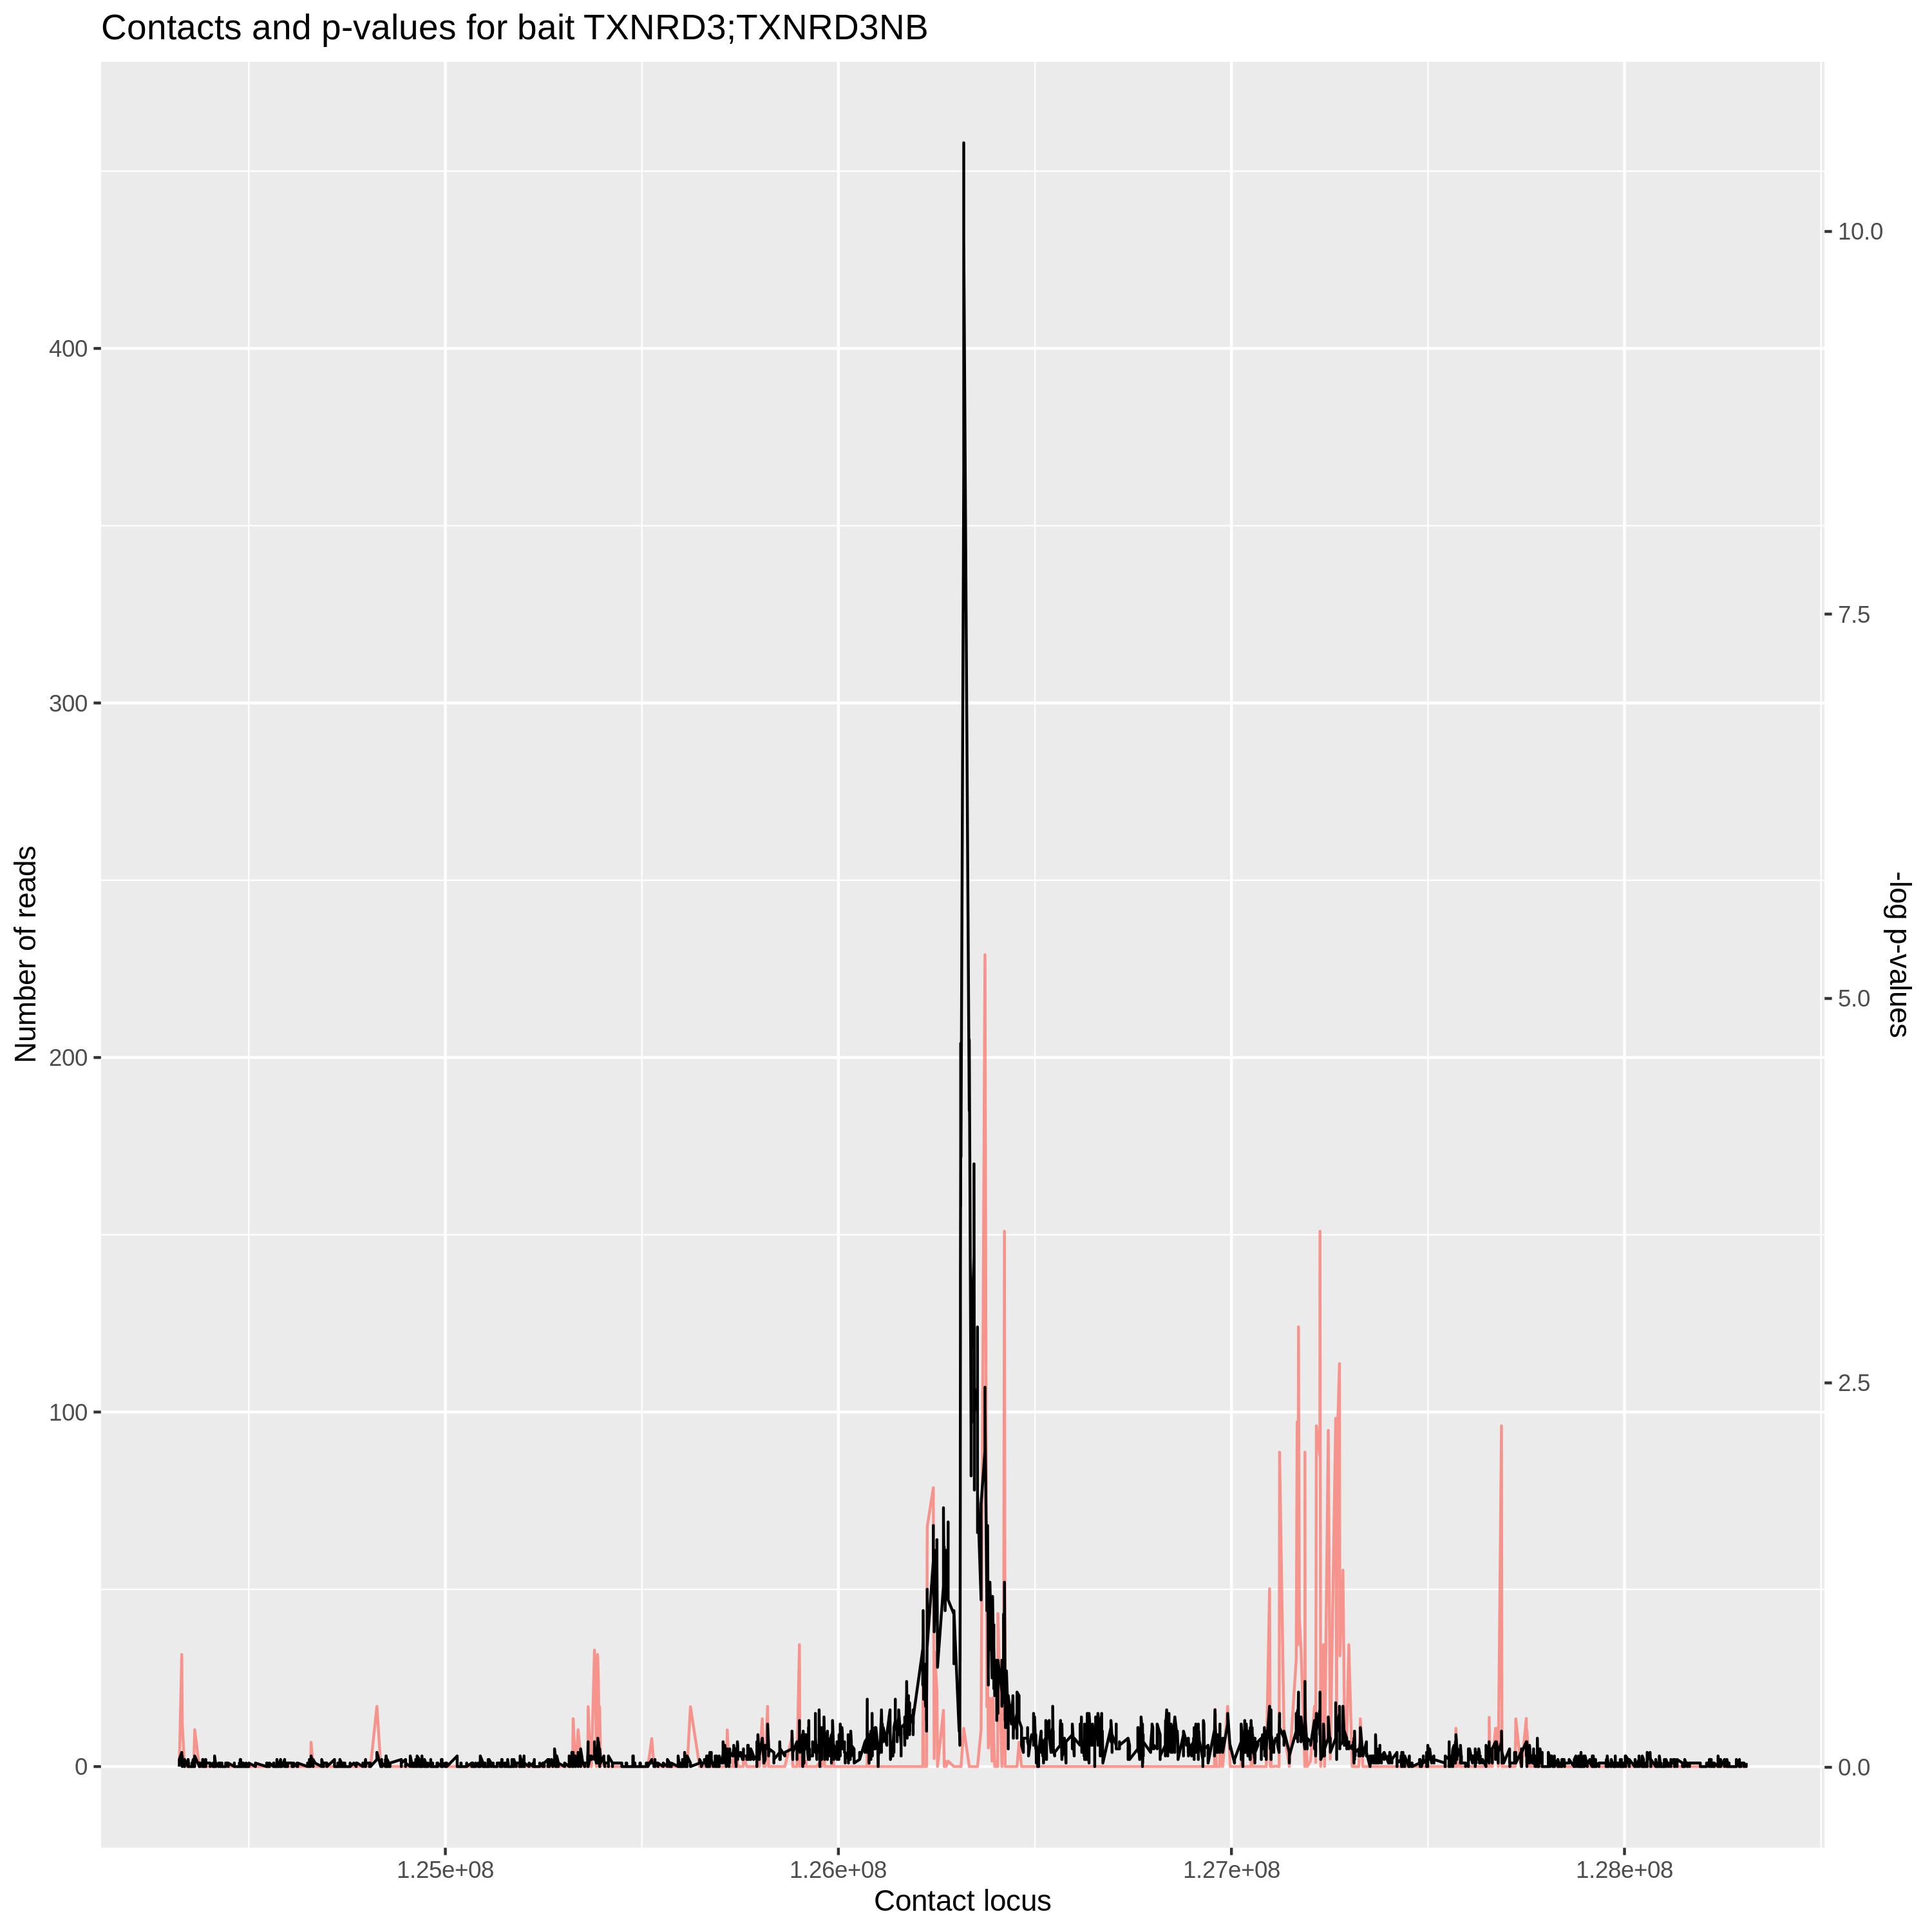 Contacts and p-values for bait TXNRD3;TXNRD3NB
Number of reads
400
300
200
100
0
10.0
7.5
5.0
2.5
0.0
-log p-values
1.25e+08
1.26e+08
1.27e+08
1.28e+08
Contact locus